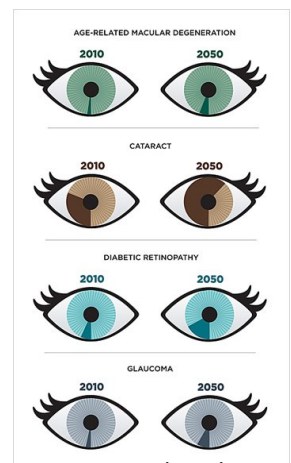 AGE-RELATED MACULAR DEGENERATION
2010 2050
CATARACT
2010 2050
DIABETIC RETINOPATHY
2010 2050
GLAUCOMA
2010 2050